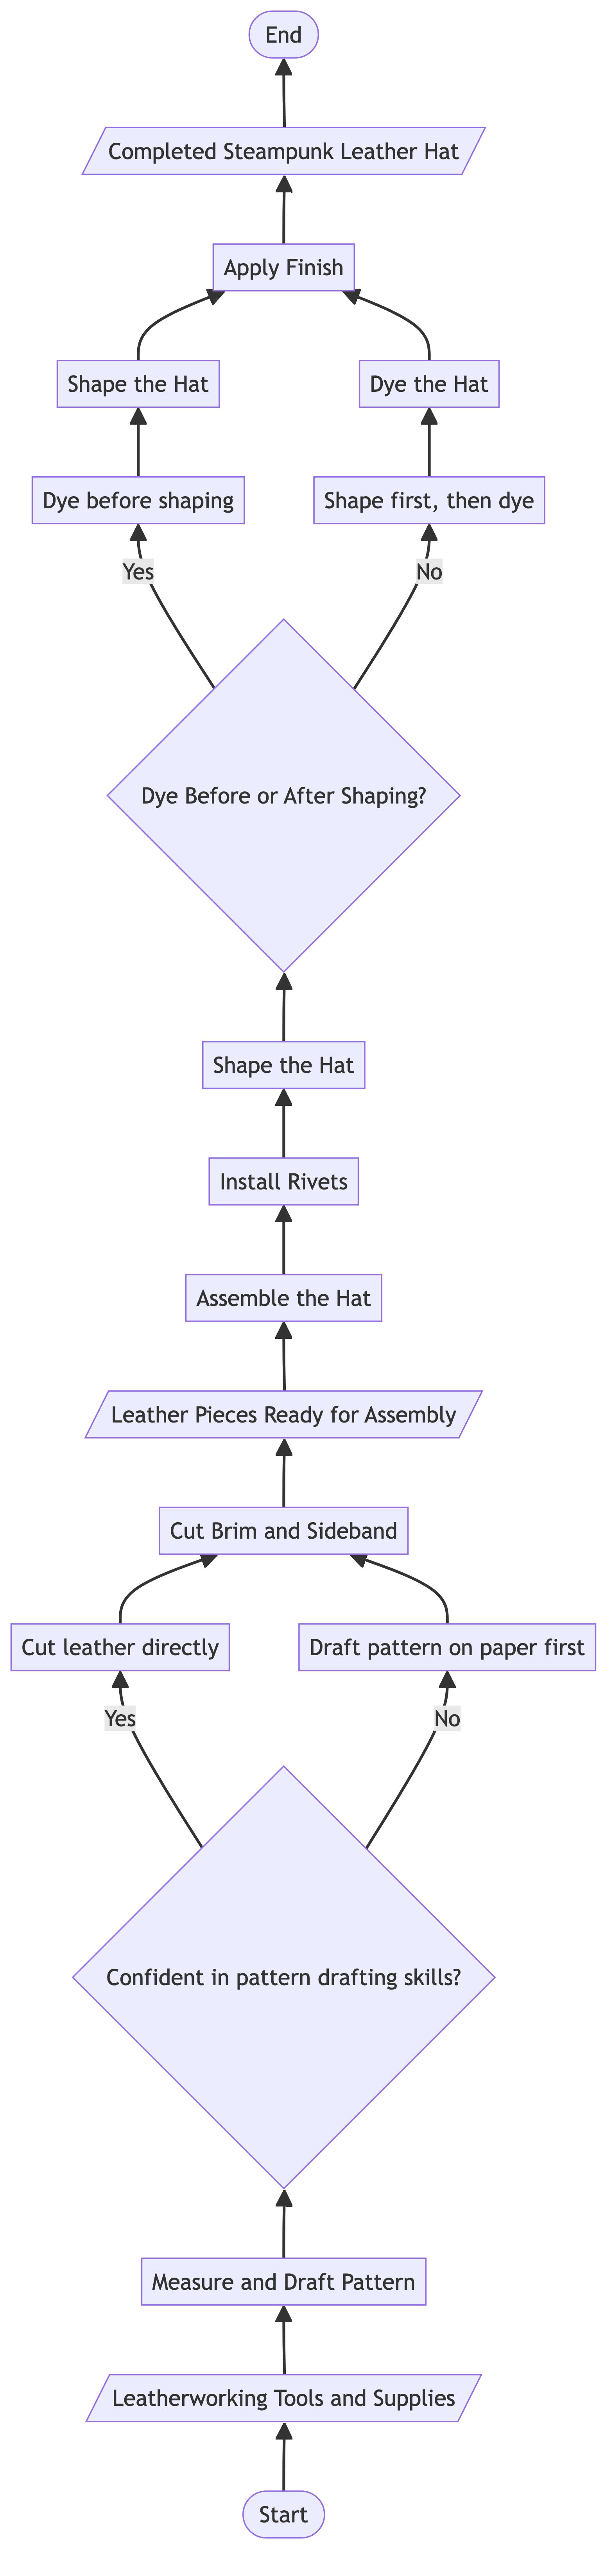 End
Completed Steampunk Leather Hat
Apply Finish
Shape the Hat
Dye the Hat
Dye before shaping
Shape first, then dye
Yes
No
Dye Before or After Shaping?
Shape the Hat
Install Rivets
Assemble the Hat
Leather Pieces Ready for Assembly
Cut Brim and Sideband
Cut leather directly
Draft pattern on paper first
Yes
No
Confident in pattern drafting skills?
Measure and Draft Pattern
Leatherworking Tools and Supplies
Start